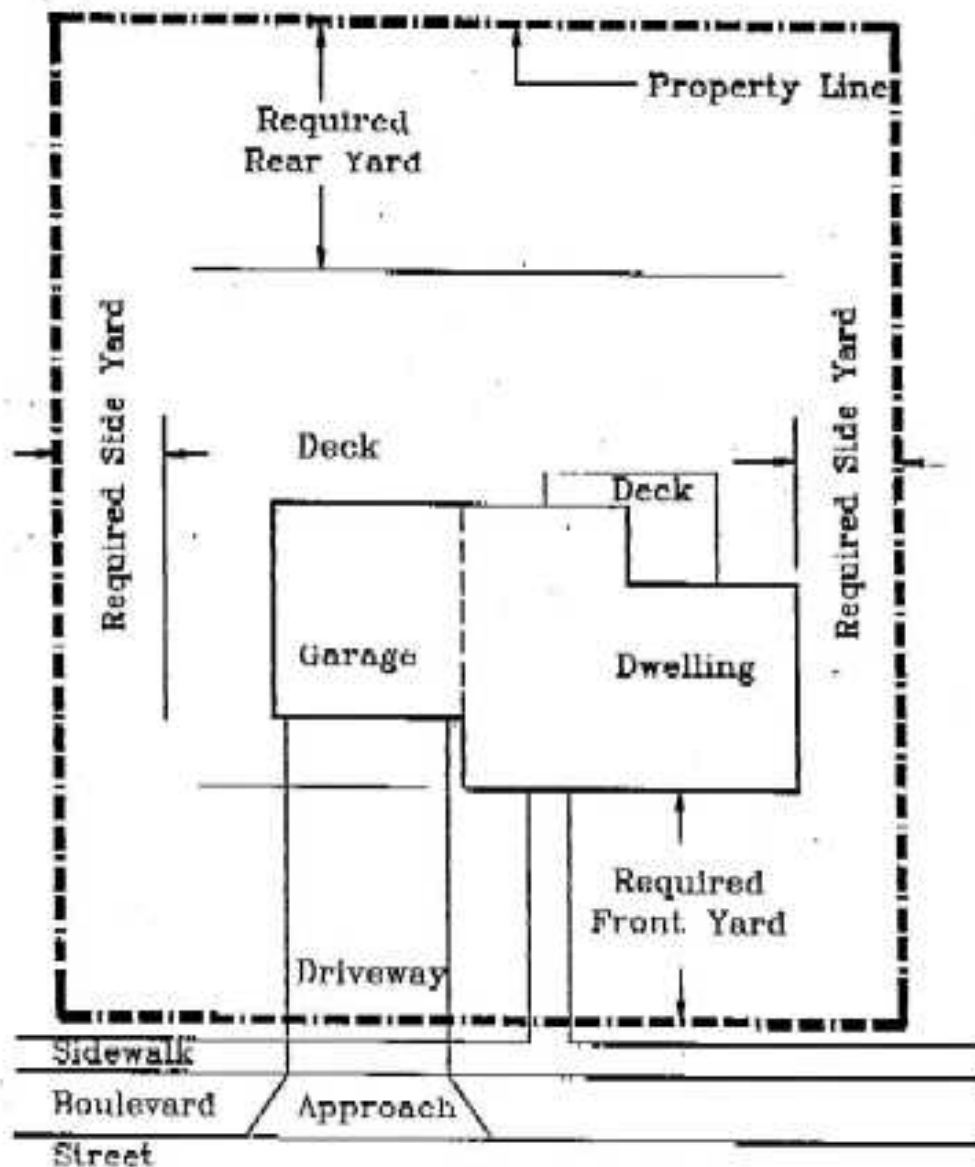 Property Line
Required
Rear Yard
Required Side Yard
Required Side Yard
Deck
Deck
Garage
Dwelling
Required
Front Yard
Driveway
Sidewalk
Boulevard
Approach
Street